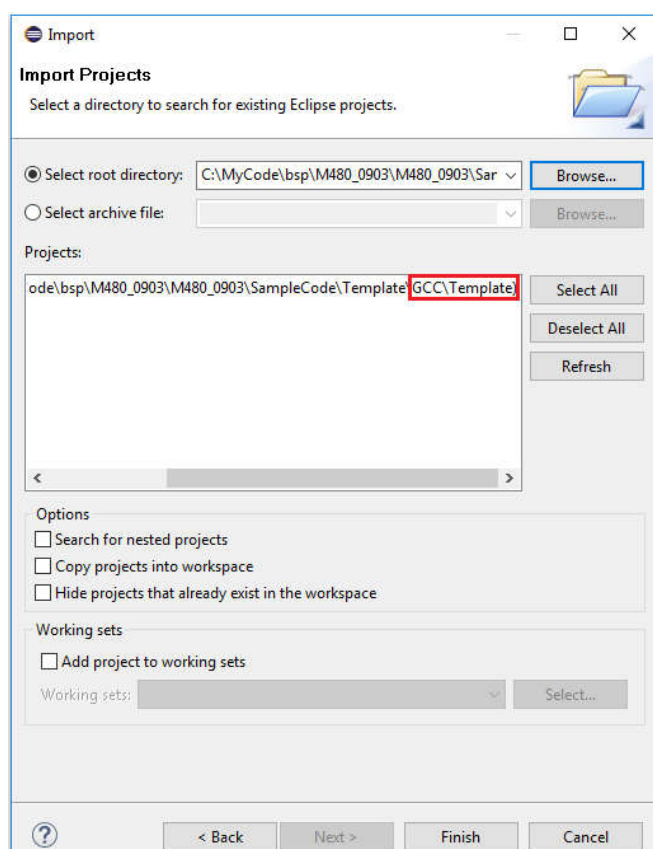 Import
Import Projects
Select a directory to search for existing Eclipse projects.
Select root directory: C:\MyCode\bsp\M480_0903\M480_0903\Sar Browse...
Select archive file: Browse...
Projects:
ode\bsp\M480_0903\M480_0903\SampleCode\Template\GCC\Template)
Select All
Deselect All
Refresh
Options
Search for nested projects
Copy projects into workspace
Hide projects that already exist in the workspace
Working sets
Add project to working sets
Working sets: Select...
? < Back Next > Finish Cancel